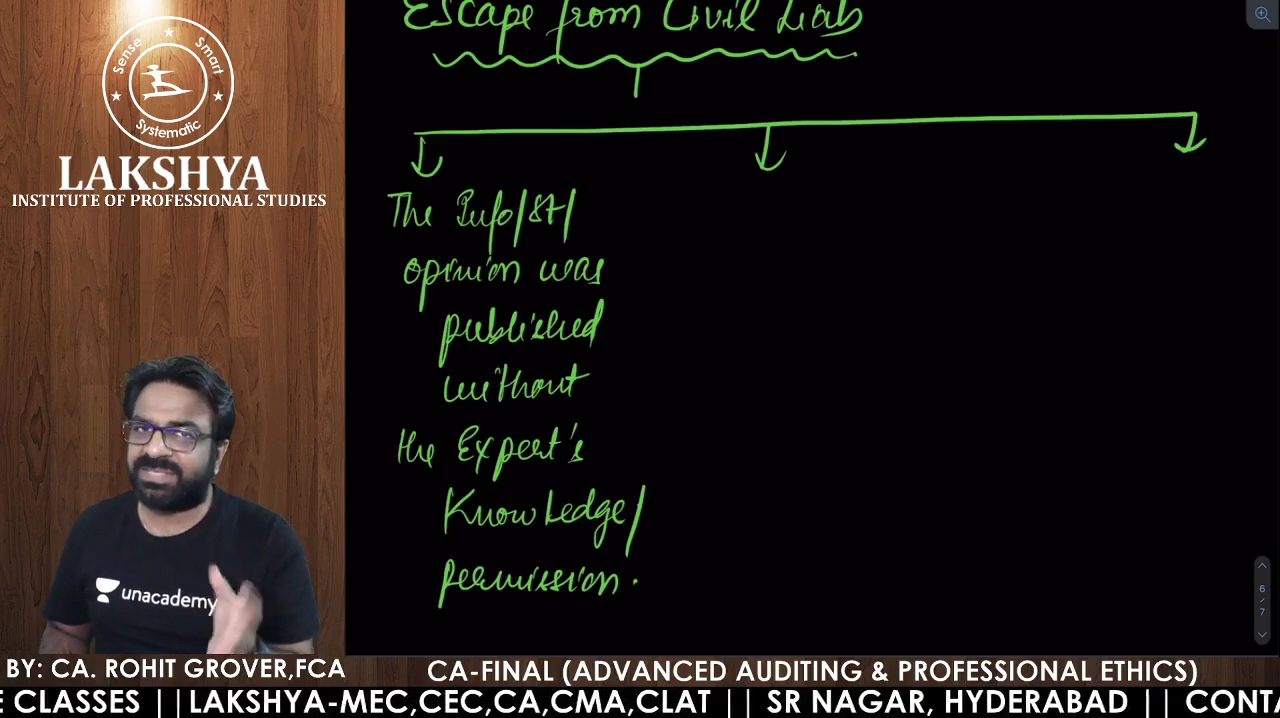 Escape from Civil Liab
Sense
Smart
Systematic
LAKSHYA
INSTITUTE OF PROFESSIONAL STUDIES
The Info/St/
opinion was
published
without
the Expert's
Knowledge/
permission.
unacademy
6
/
7
BY: CA. ROHIT GROVER,FCA
CA-FINAL (ADVANCED AUDITING & PROFESSIONAL ETHICS)
E CLASSES ||LAKSHYA-MEC,CEC,CA,CMA,CLAT || SR NAGAR, HYDERABAD || CONTA